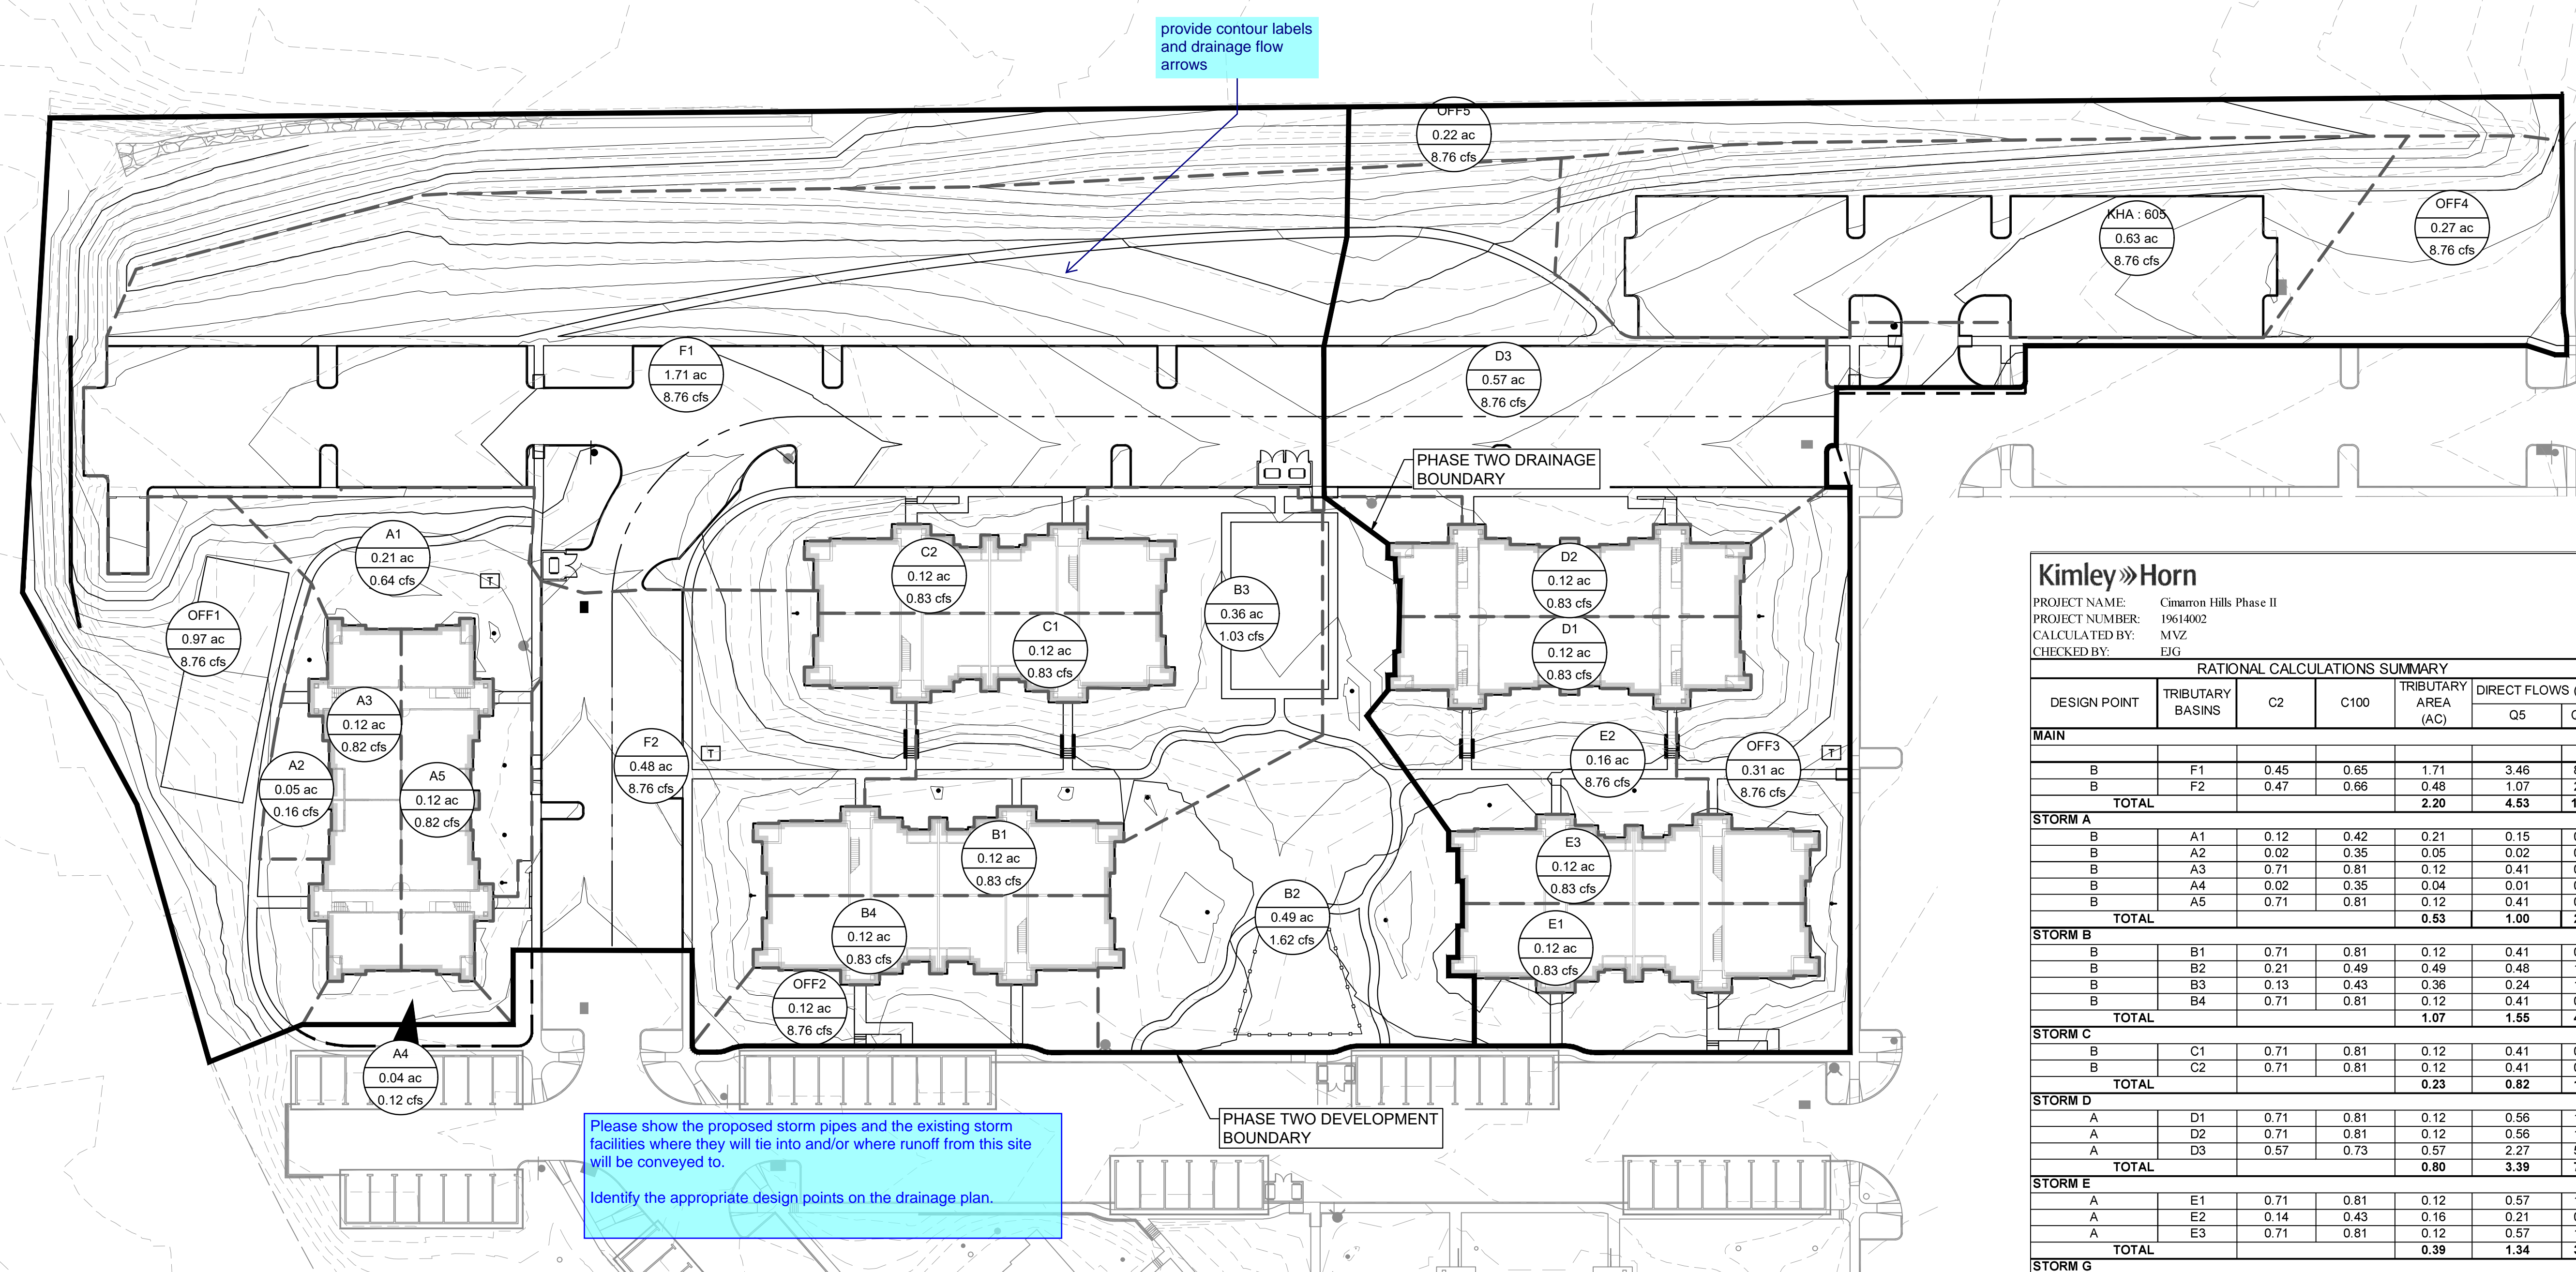 provide contour labels
and drainage flow
arrows
OFF5
0.22 ac
8.76 cfs
KHA : 605
0.63 ac
8.76 cfs
OFF4
0.27 ac
8.76 cfs
F1
1.71 ac
8.76 cfs
D3
0.57 ac
8.76 cfs
PHASE TWO DRAINAGE
BOUNDARY
A1
0.21 ac
0.64 cfs
T
OFF1
0.97 ac
8.76 cfs
C2
0.12 ac
0.83 cfs
C1
0.12 ac
0.83 cfs
B3
0.36 ac
1.03 cfs
D2
0.12 ac
0.83 cfs
D1
0.12 ac
0.83 cfs
A3
0.12 ac
0.82 cfs
A2
0.05 ac
0.16 cfs
A5
0.12 ac
0.82 cfs
F2
0.48 ac
8.76 cfs
T
E2
0.16 ac
8.76 cfs
OFF3
0.31 ac
8.76 cfs
T
B1
0.12 ac
0.83 cfs
B4
0.12 ac
0.83 cfs
B2
0.49 ac
1.62 cfs
E3
0.12 ac
0.83 cfs
E1
0.12 ac
0.83 cfs
OFF2
0.12 ac
8.76 cfs
A4
0.04 ac
0.12 cfs
PHASE TWO DEVELOPMENT
BOUNDARY
Please show the proposed storm pipes and the existing storm
facilities where they will tie into and/or where runoff from this site
will be conveyed to.
Identify the appropriate design points on the drainage plan.
Kimley»Horn
PROJECT NAME: Cimarron Hills Phase II
PROJECT NUMBER: 19614002
CALCULATED BY: MVZ
CHECKED BY: EJG
RATIONAL CALCULATIONS SUMMARY
DESIGN POINT TRIBUTARY BASINS C2 C100 TRIBUTARY AREA (AC) DIRECT FLOWS (
Q5
MAIN
B F1 0.45 0.65 1.71 3.46
B F2 0.47 0.66 0.48 1.07
TOTAL 2.20 4.53
STORM A
B A1 0.12 0.42 0.21 0.15
B A2 0.02 0.35 0.05 0.02
B A3 0.71 0.81 0.12 0.41
B A4 0.02 0.35 0.04 0.01
B A5 0.71 0.81 0.12 0.41
TOTAL 0.53 1.00
STORM B
B B1 0.71 0.81 0.12 0.41
B B2 0.21 0.49 0.49 0.48
B B3 0.13 0.43 0.36 0.24
B B4 0.71 0.81 0.12 0.41
TOTAL 1.07 1.55
STORM C
B C1 0.71 0.81 0.12 0.41
B C2 0.71 0.81 0.12 0.41
TOTAL 0.23 0.82
STORM D
A D1 0.71 0.81 0.12 0.56
A D2 0.71 0.81 0.12 0.56
A D3 0.57 0.73 0.57 2.27
TOTAL 0.80 3.39
STORM E
A E1 0.71 0.81 0.12 0.57
A E2 0.14 0.43 0.16 0.21
A E3 0.71 0.81 0.12 0.57
TOTAL 0.39 1.34
STORM G